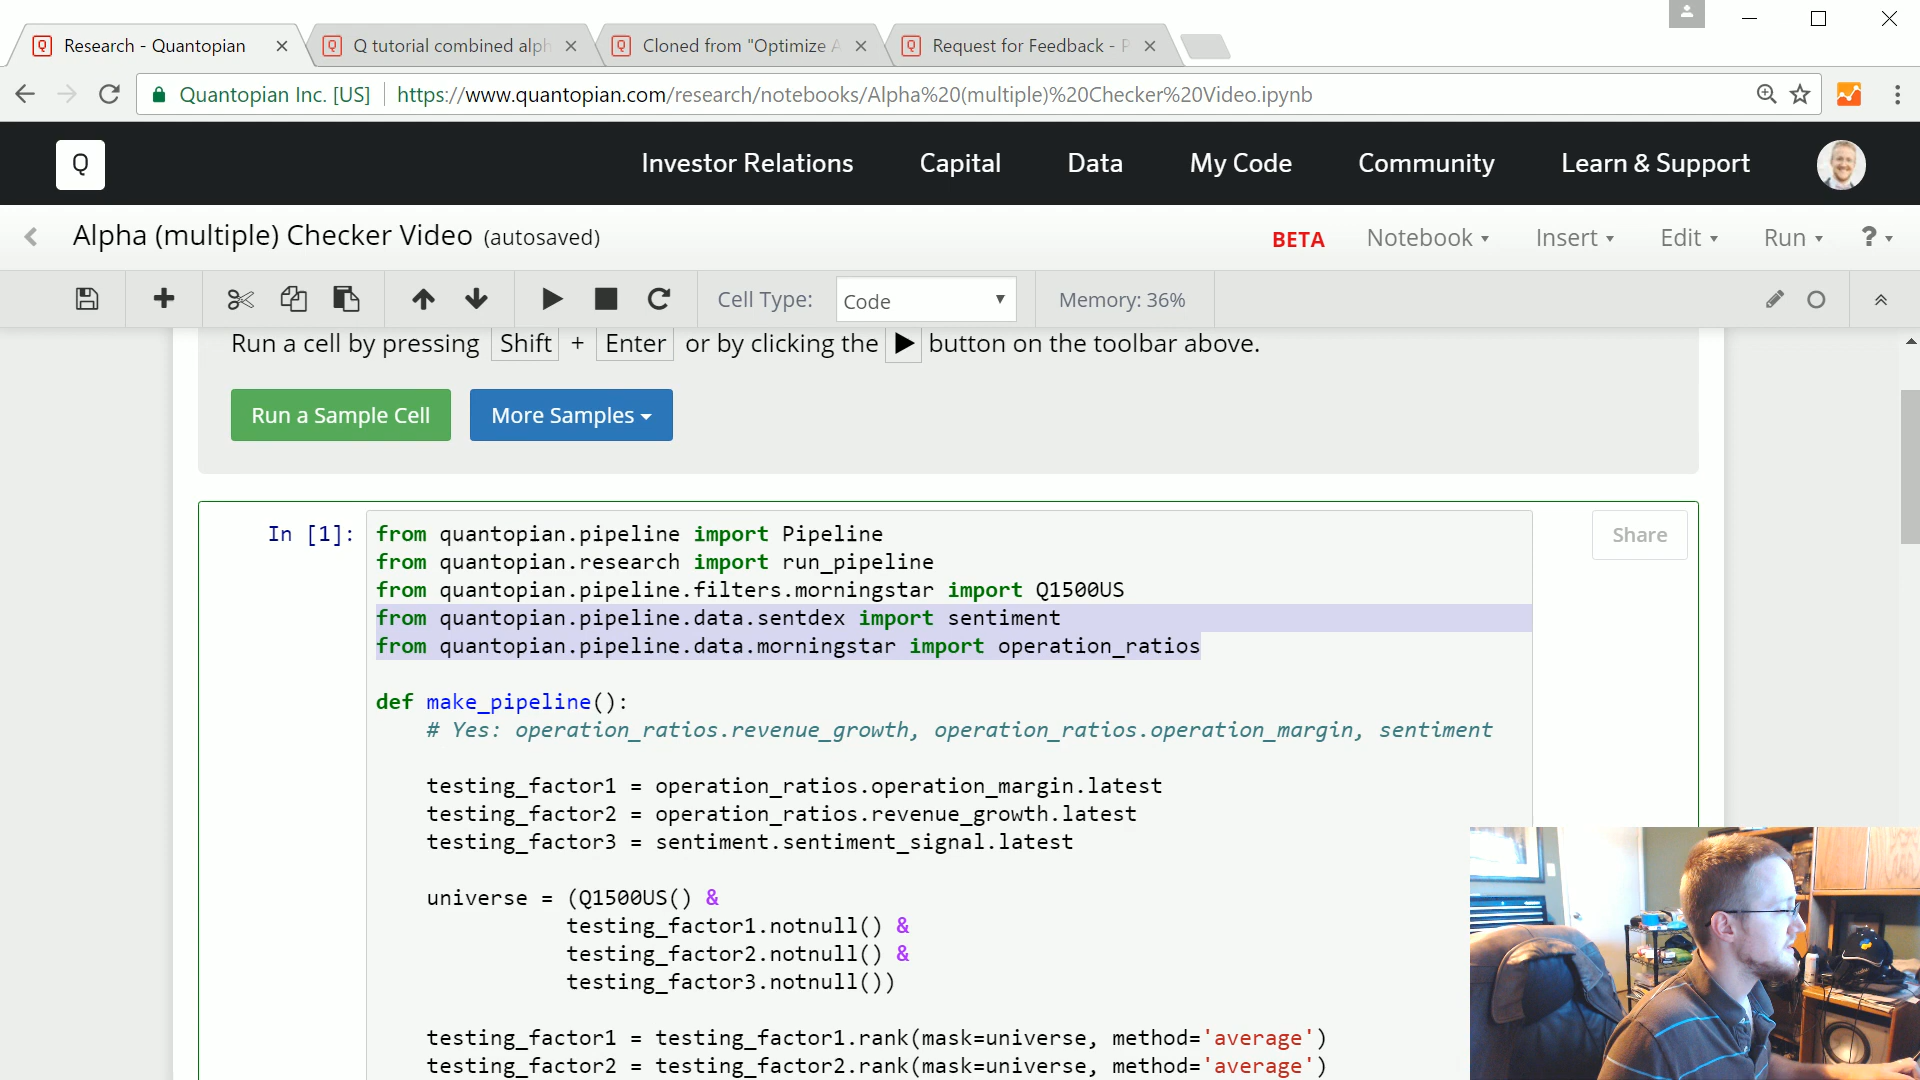 Research - Quantopian
Q tutorial combined alph
Cloned from "Optimize A
Request for Feedback - P
Quantopian Inc. [US]
https://www.quantopian.com/research/notebooks/Alpha%20(multiple)%20Checker%20Video.ipynb
Q Investor Relations Capital Data My Code Community Learn & Support
Alpha (multiple) Checker Video (autosaved)
BETA Notebook Insert Edit Run ?
Cell Type: Code Memory: 36%
Run a cell by pressing Shift + Enter or by clicking the ▶ button on the toolbar above.
Run a Sample Cell More Samples
In [1]:
Share
from quantopian.pipeline import Pipeline
from quantopian.research import run_pipeline
from quantopian.pipeline.filters.morningstar import Q1500US
from quantopian.pipeline.data.sentdex import sentiment
from quantopian.pipeline.data.morningstar import operation_ratios
def make_pipeline():
# Yes: operation_ratios.revenue_growth, operation_ratios.operation_margin, sentiment
testing_factor1 = operation_ratios.operation_margin.latest
testing_factor2 = operation_ratios.revenue_growth.latest
testing_factor3 = sentiment.sentiment_signal.latest
universe = (Q1500US() &
testing_factor1.notnull() &
testing_factor2.notnull() &
testing_factor3.notnull())
testing_factor1 = testing_factor1.rank(mask=universe, method='average')
testing_factor2 = testing_factor2.rank(mask=universe, method='average')